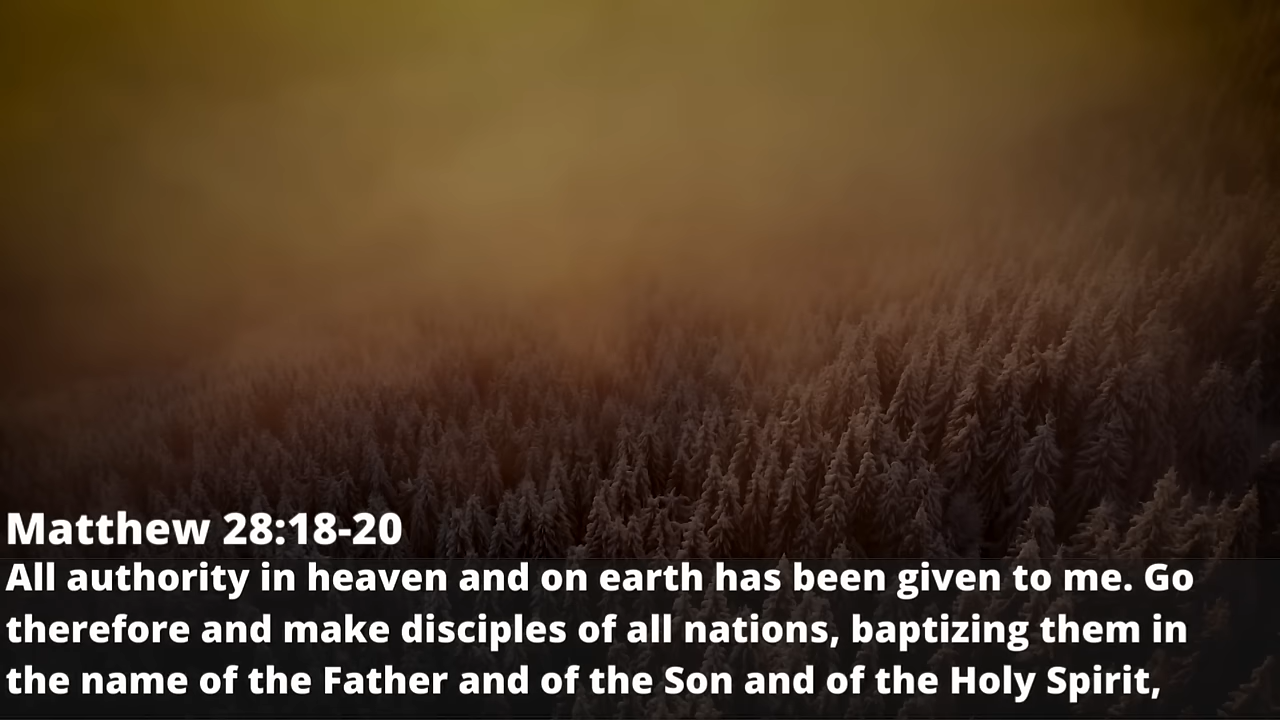 Matthew 28:18-20
All authority in heaven and on earth has been given to me. Go
therefore and make disciples of all nations, baptizing them in
the name of the Father and of the Son and of the Holy Spirit,